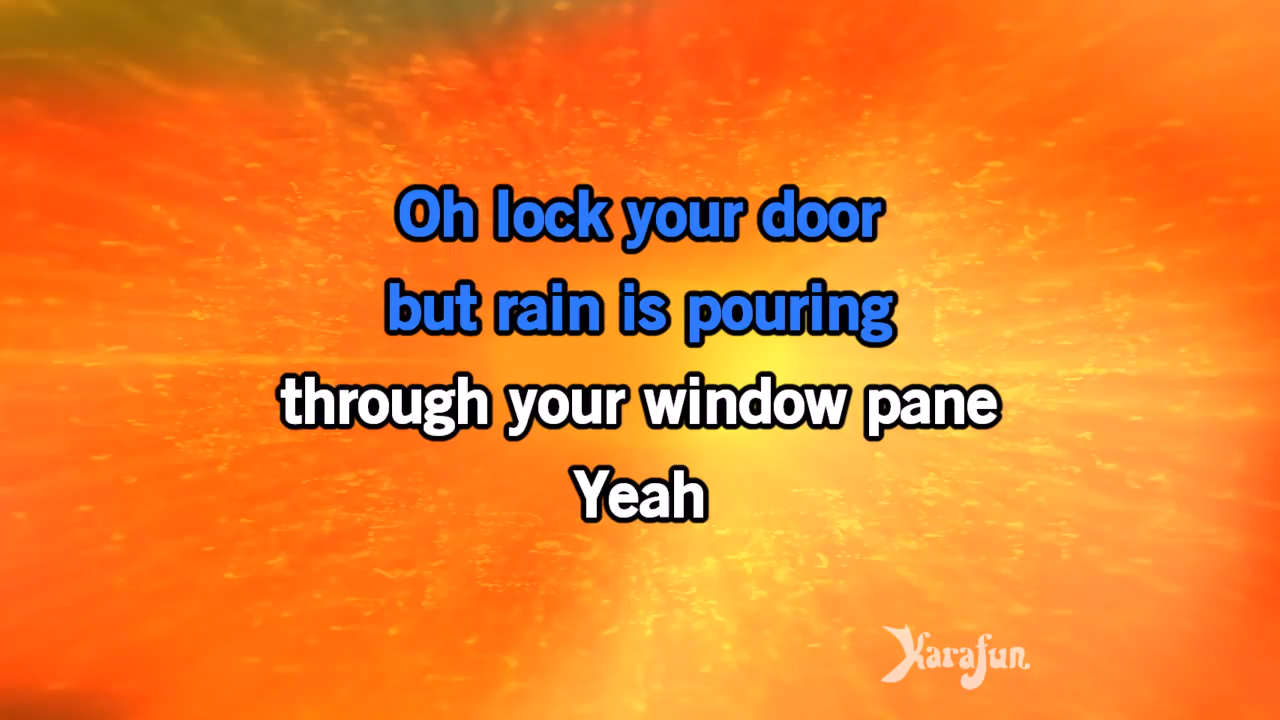 Oh lock your door
but rain is pouring
through your window pane
Yeah
Karafun